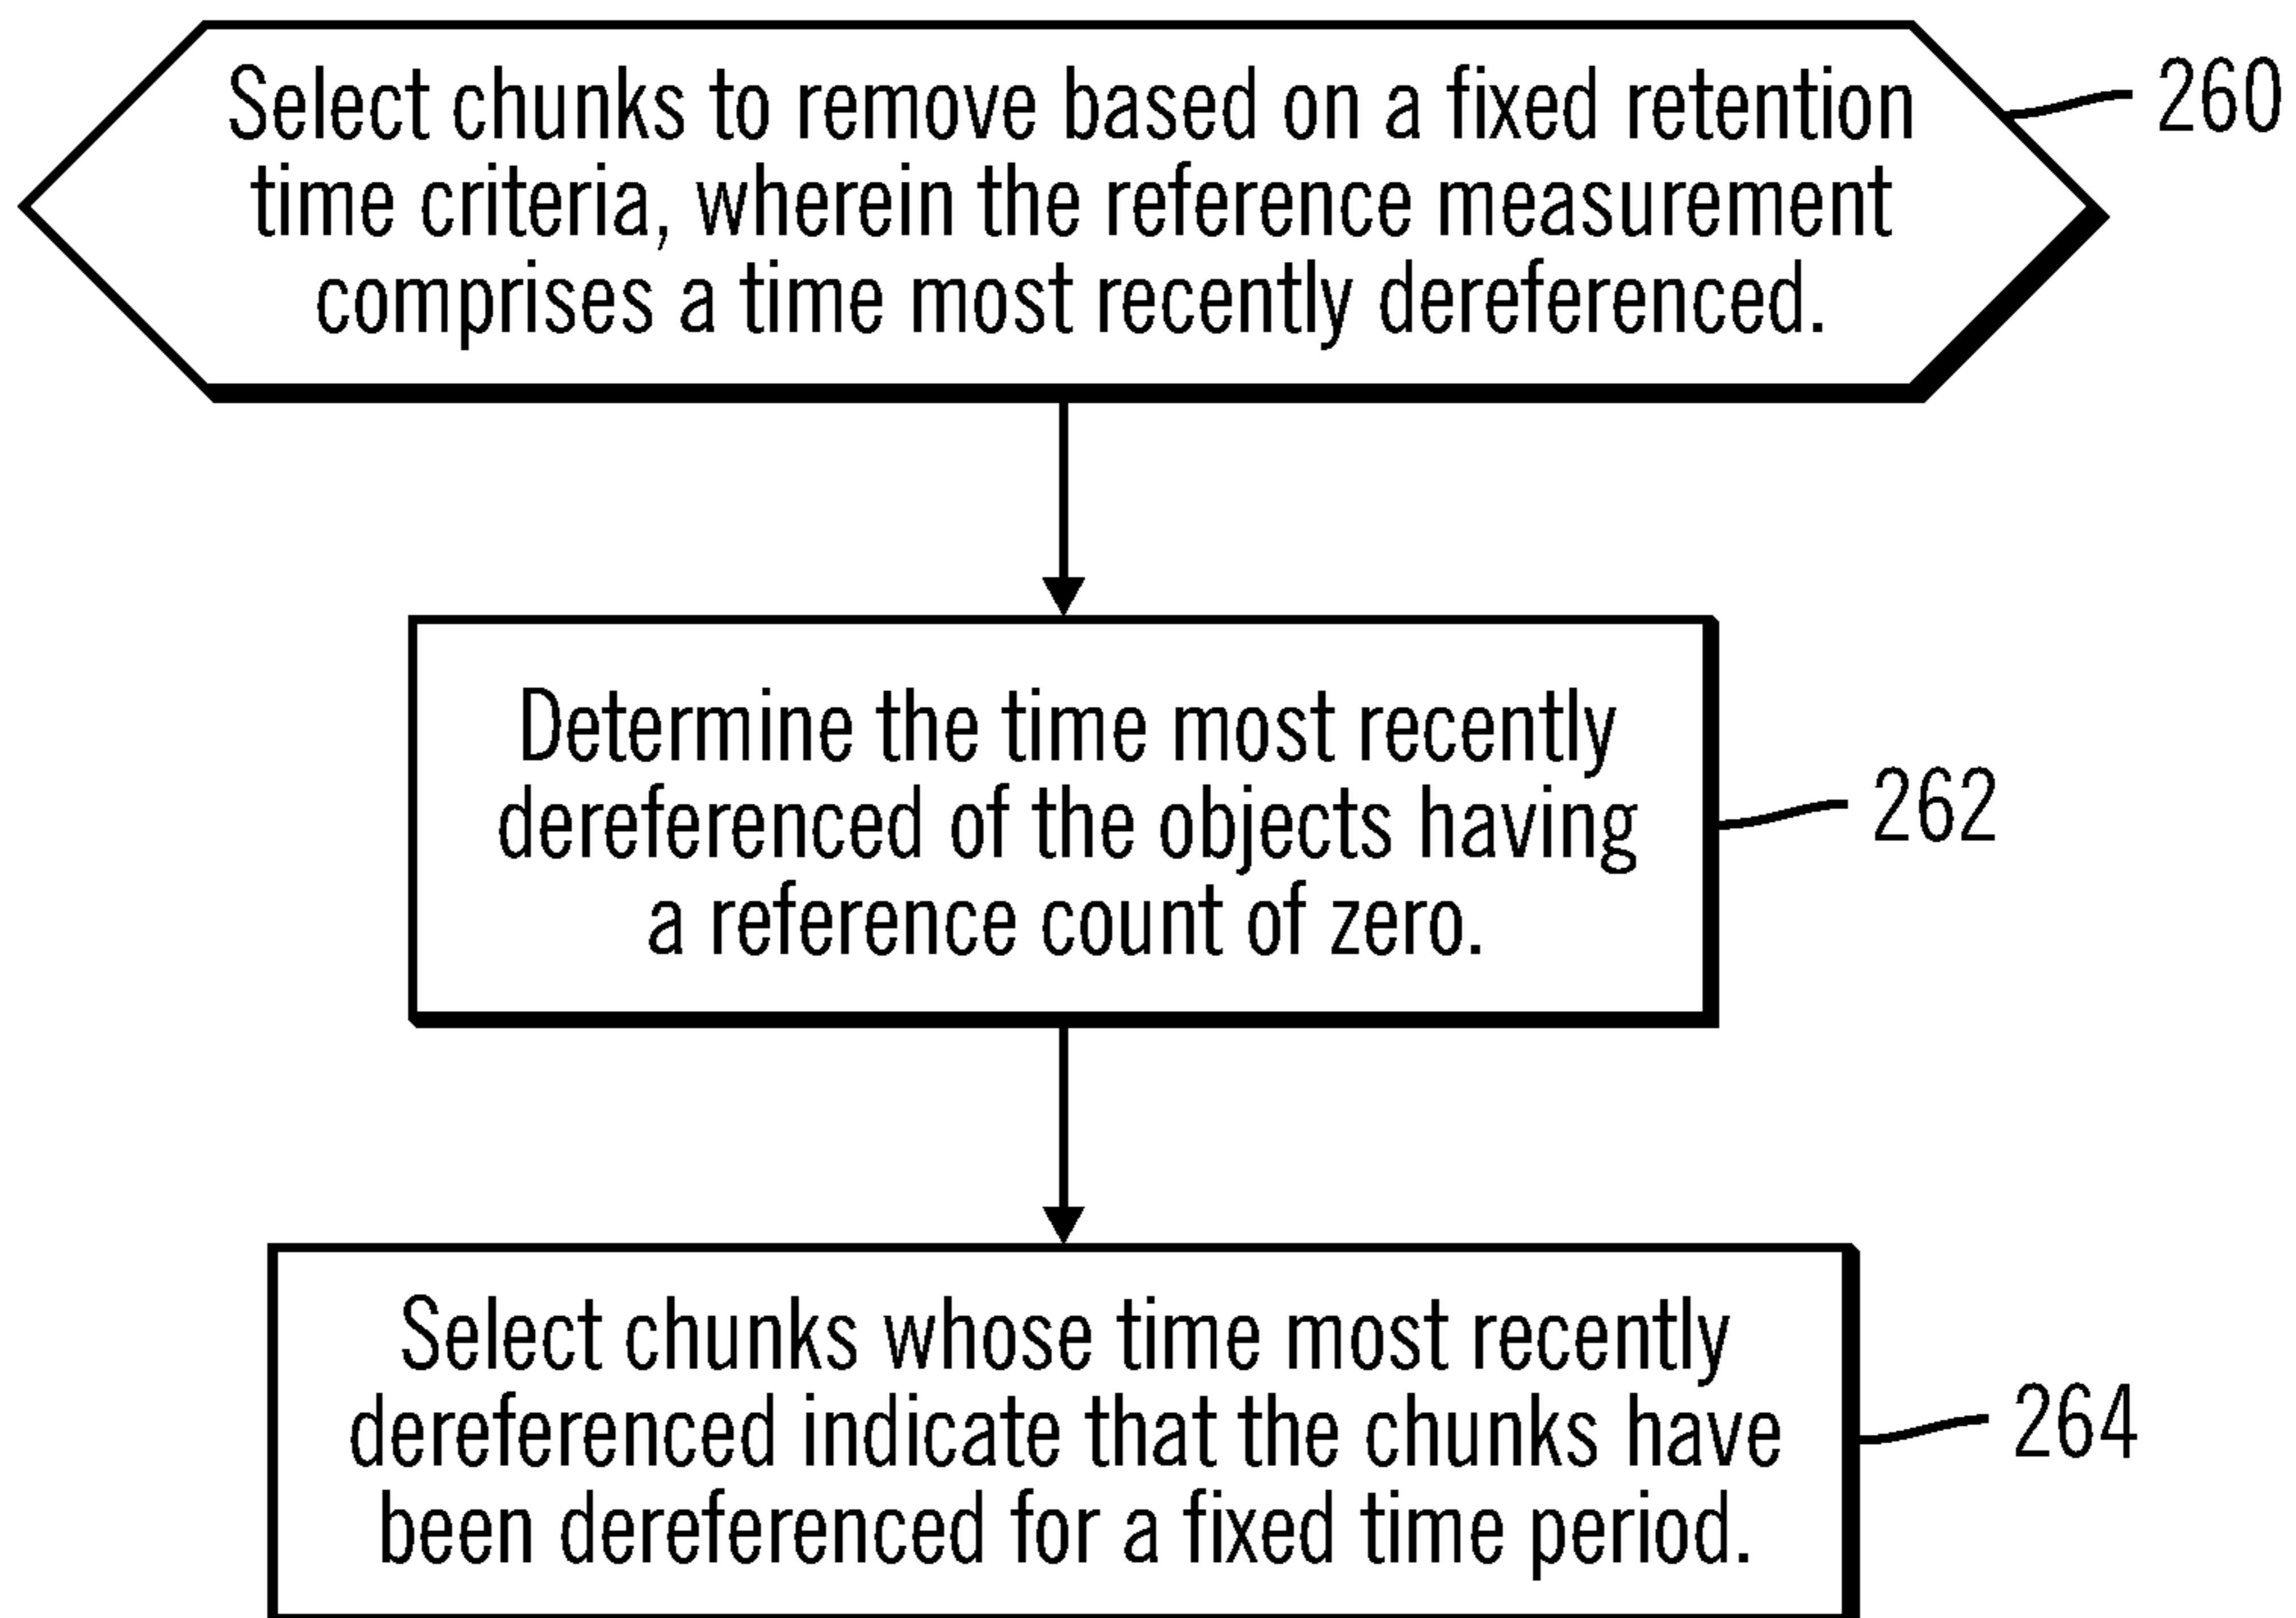 Select chunks to remove based on a fixed retention
time criteria, wherein the reference measurement
comprises a time most recently dereferenced.
260
Determine the time most recently
dereferenced of the objects having
a reference count of zero.
262
Select chunks whose time most recently
dereferenced indicate that the chunks have
been dereferenced for a fixed time period.
264